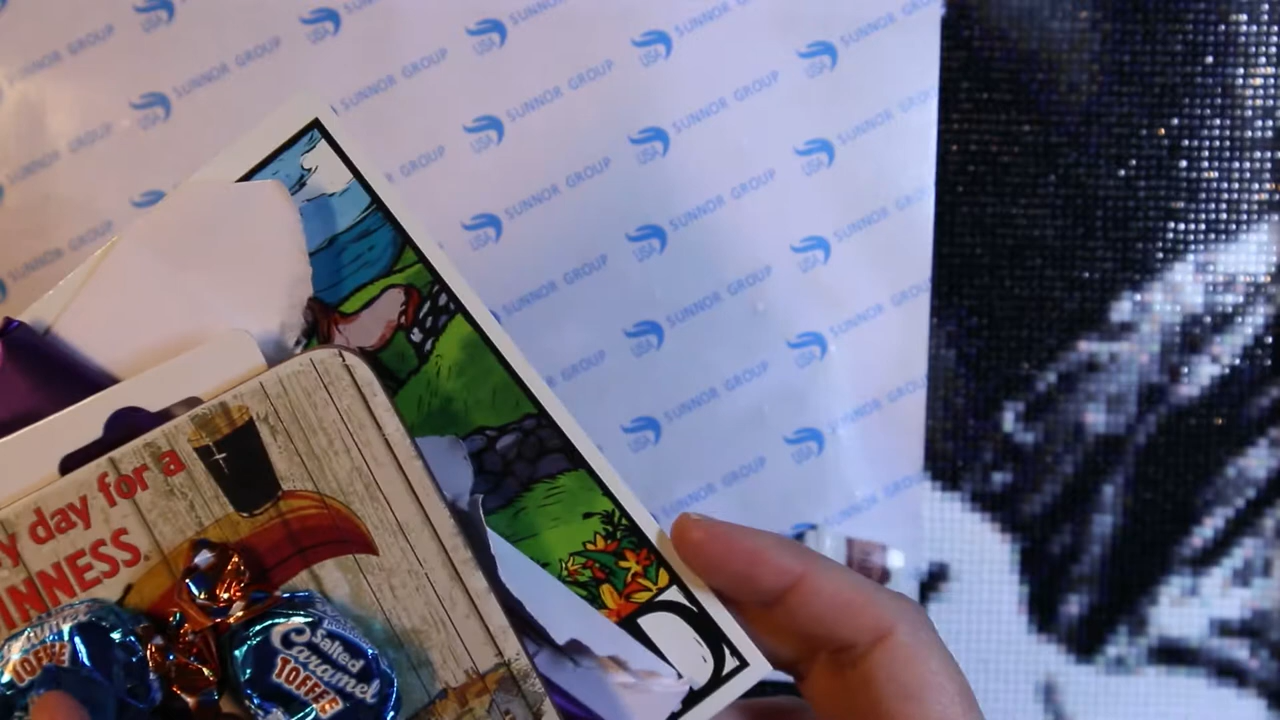 SUNNOR GROUP
USA
y day for a
INNESS.
Salted
Caramel
TOFFEE
TOFFEE
D